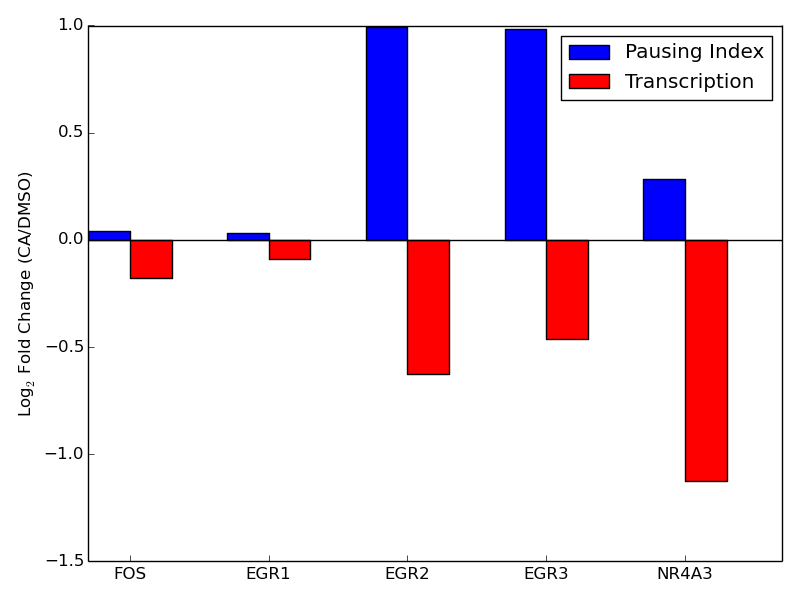 Pausing Index
Transcription
1.0
0.5
0.0
−0.5
−1.0
−1.5
Log₂ Fold Change (CA/DMSO)
FOS EGR1 EGR2 EGR3 NR4A3